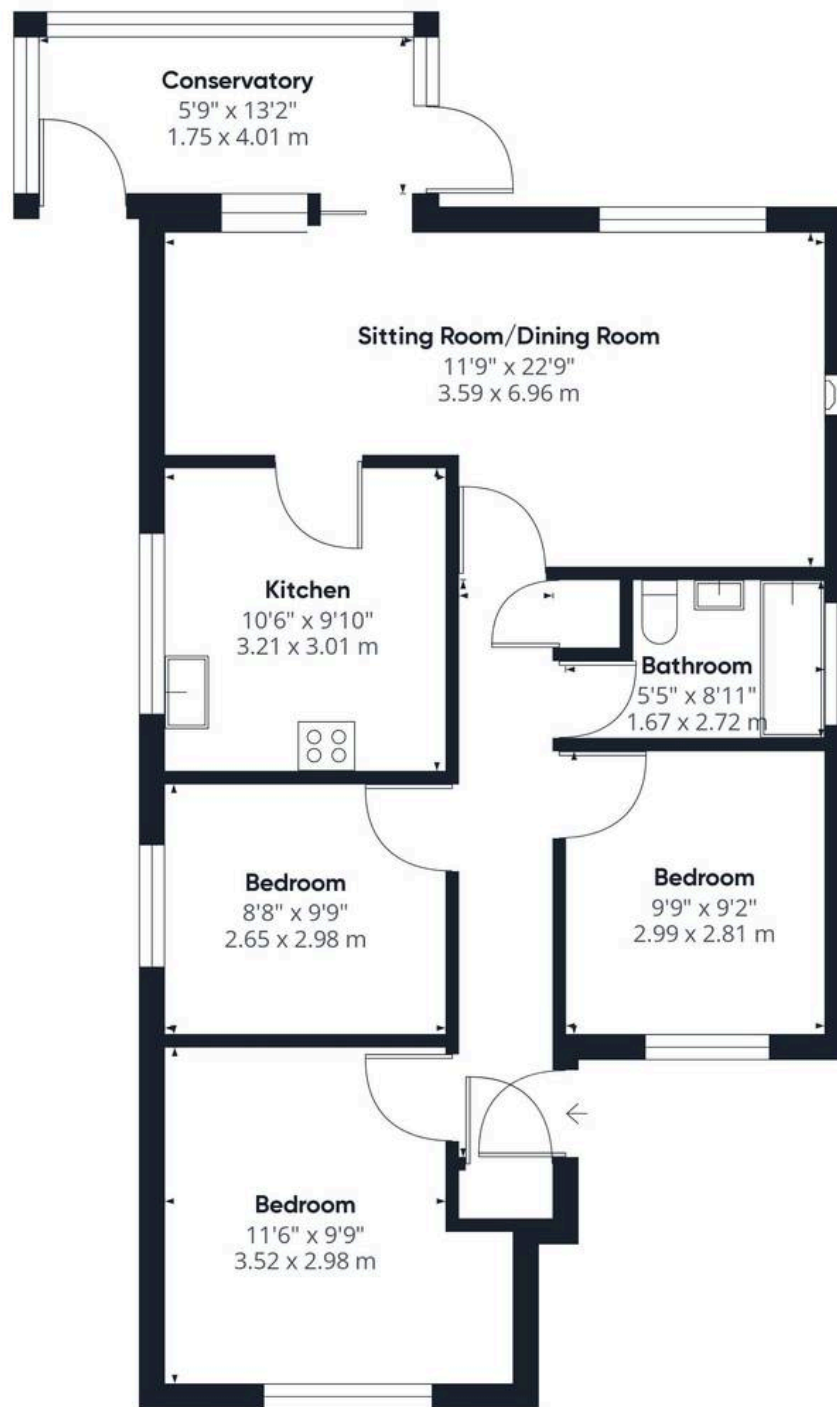 Conservatory
5'9" x 13'2"
1.75 x 4.01 m
Sitting Room/Dining Room
11'9" x 22'9"
3.59 x 6.96 m
Kitchen
10'6" x 9'10"
3.21 x 3.01 m
Bathroom
5'5" x 8'11"
1.67 x 2.72 m
Bedroom
8'8" x 9'9"
2.65 x 2.98 m
Bedroom
9'9" x 9'2"
2.99 x 2.81 m
Bedroom
11'6" x 9'9"
3.52 x 2.98 m